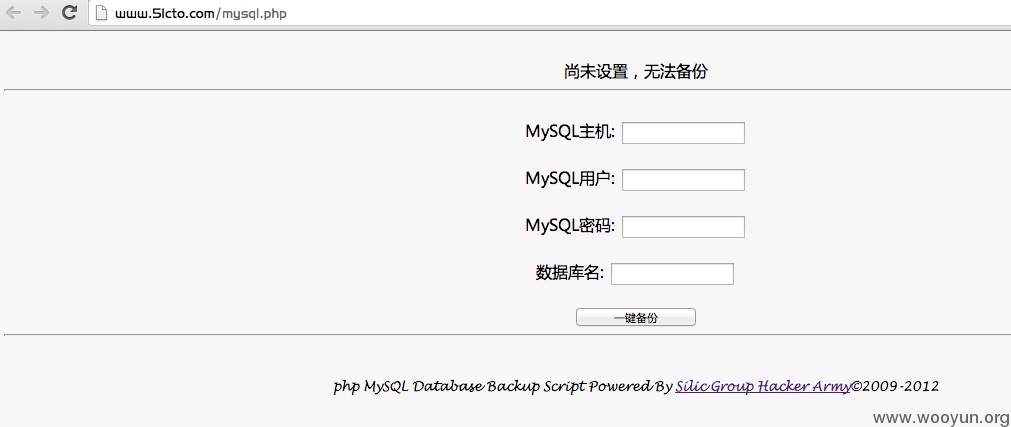 www.5lcto.com/mysql.php
尚未设置，无法备份
MySQL主机:
MySQL用户:
MySQL密码:
数据库名:
一键备份
php MySQL Database Backup Script Powered By Silic Group Hacker Army©2009-2012
www.wooyun.org